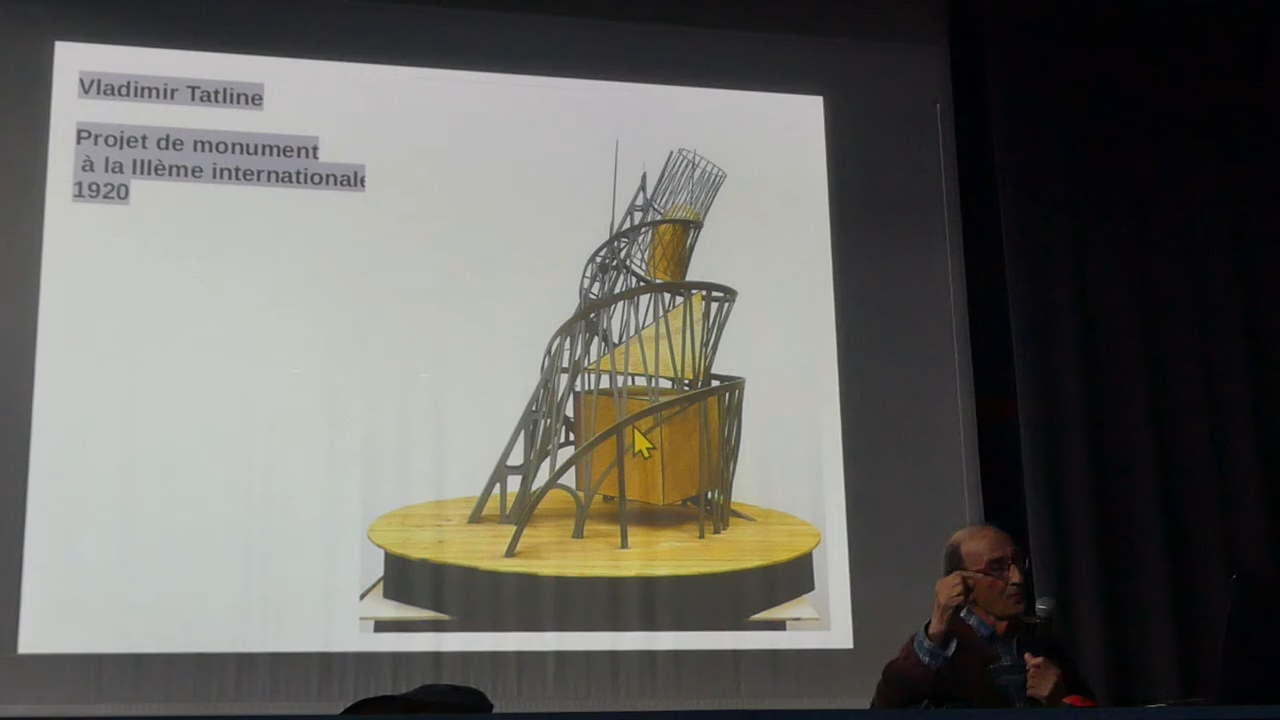 Vladimir Tatline
Projet de monument
à la IIIème internationale
1920